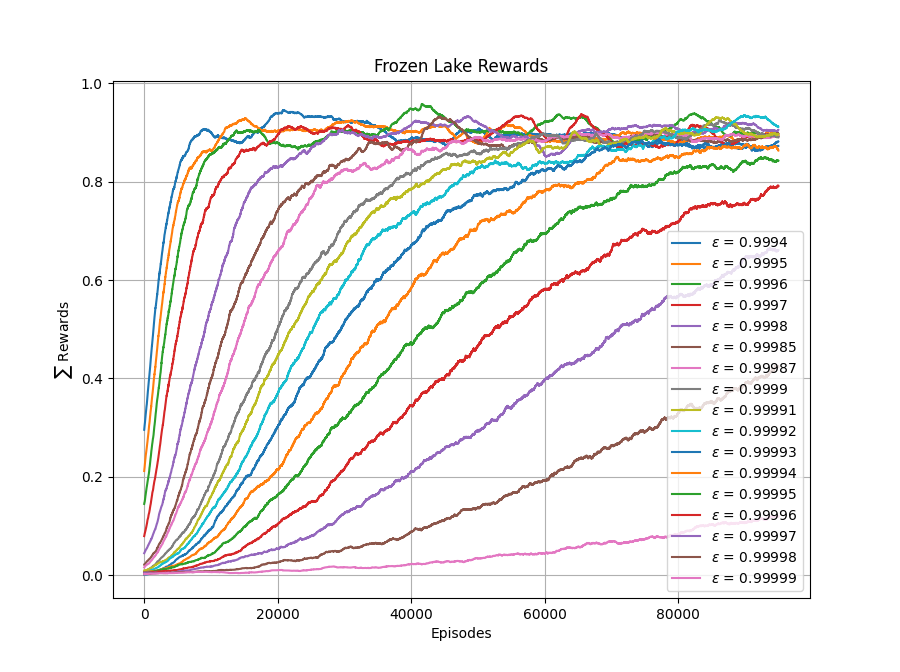 Frozen Lake Rewards
1.0
0.8
0.6
0.4
0.2
0.0
∑ Rewards
0
20000
40000
60000
80000
Episodes
ε = 0.9994
ε = 0.9995
ε = 0.9996
ε = 0.9997
ε = 0.9998
ε = 0.99985
ε = 0.99987
ε = 0.9999
ε = 0.99991
ε = 0.99992
ε = 0.99993
ε = 0.99994
ε = 0.99995
ε = 0.99996
ε = 0.99997
ε = 0.99998
ε = 0.99999